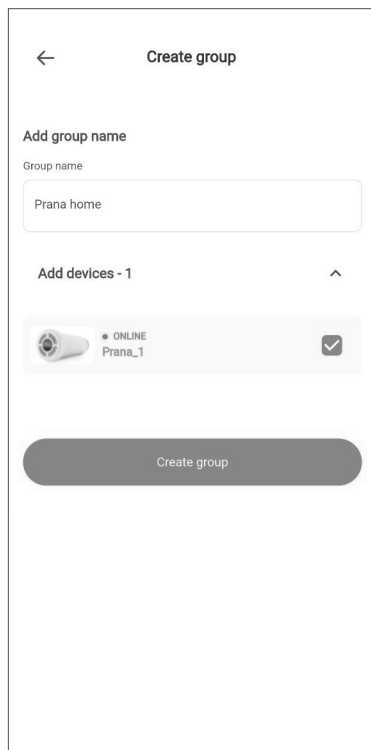 Create group
Add group name
Group name
Prana home
Add devices - 1
ONLINE
Prana_1
Create group